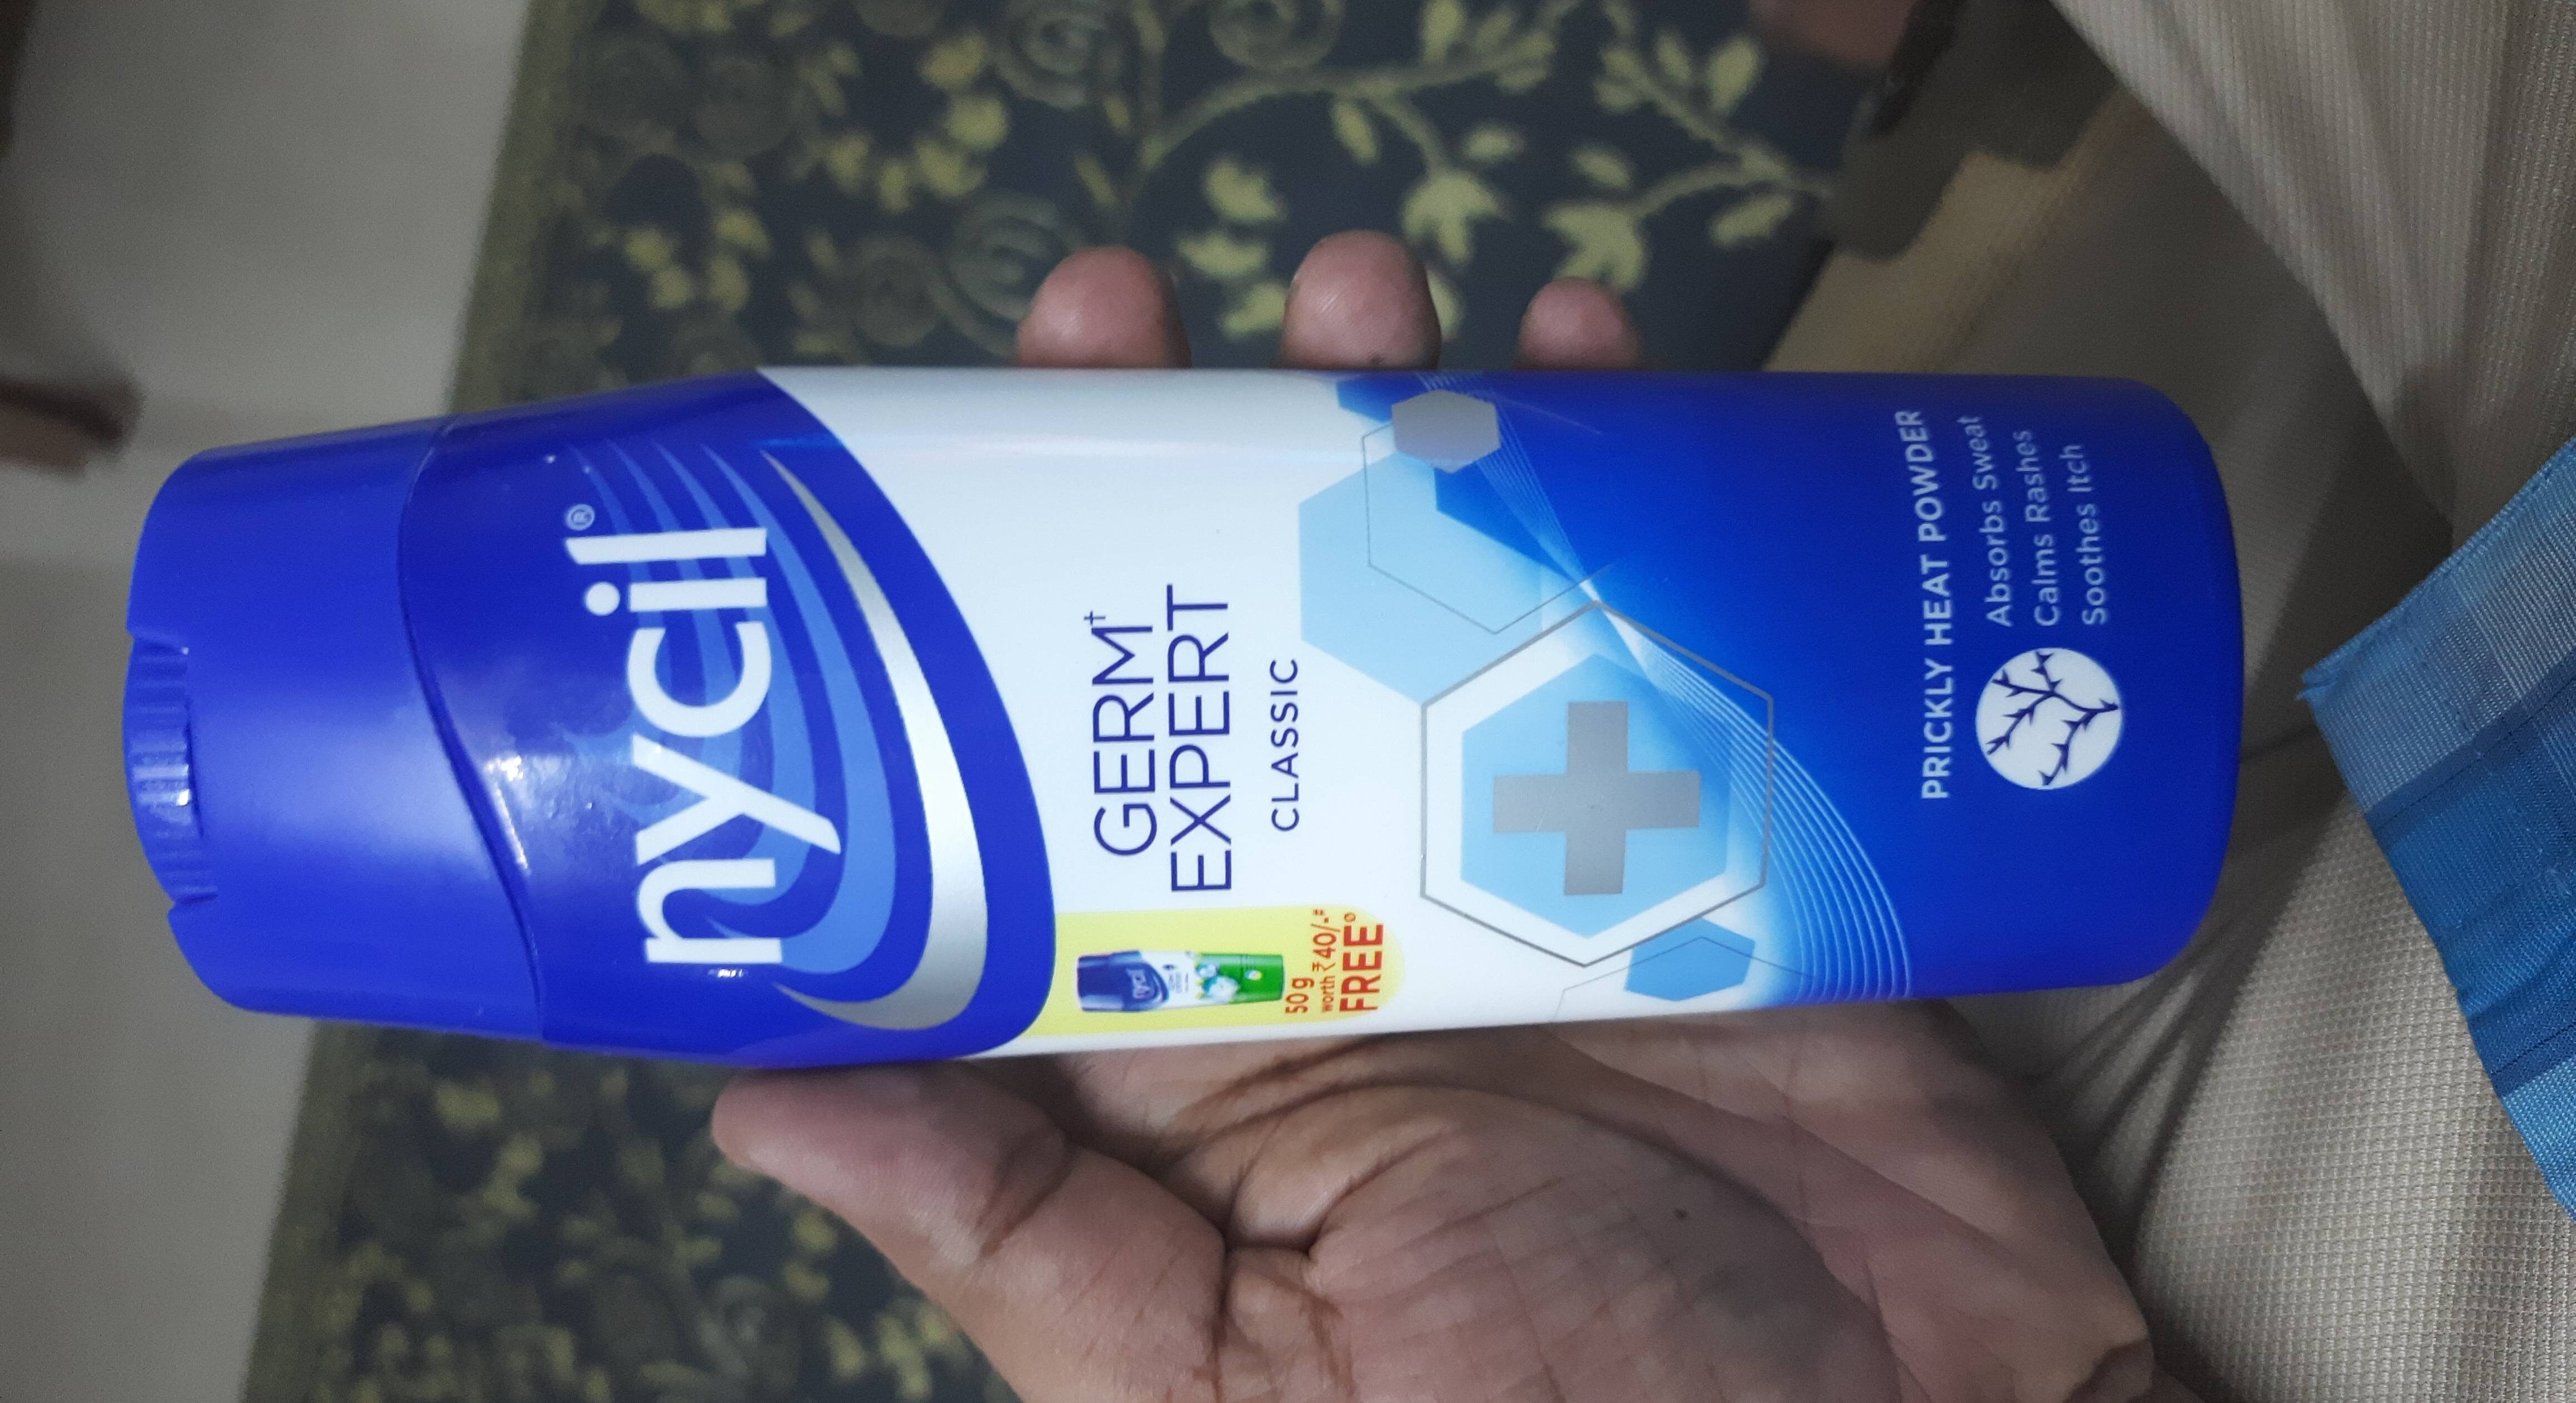 nycil®
GERM†
EXPERT
CLASSIC
50g
worth ₹40/-#
FREE
PRICKLY HEAT POWDER
Absorbs Sweat
Calms Rashes
Soothes Itch